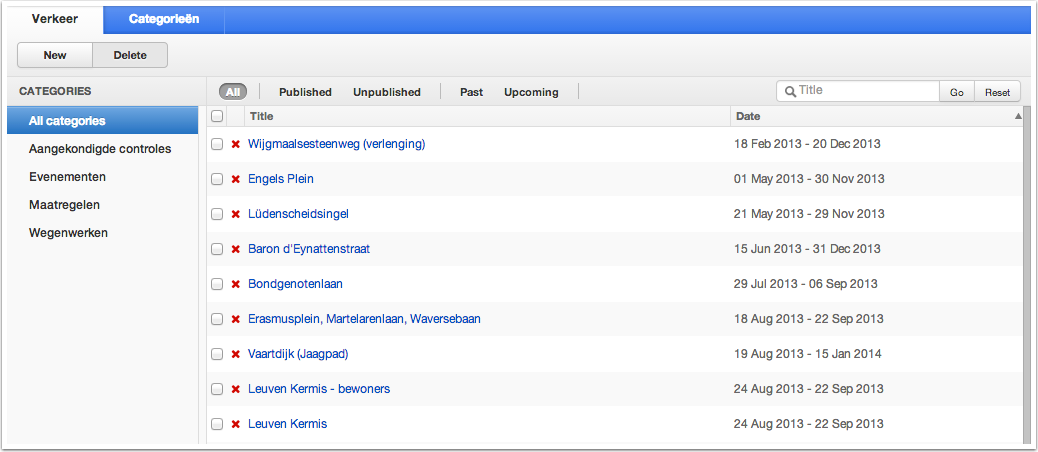 Verkeer Categorieën
New Delete
CATEGORIES All Published Unpublished Past Upcoming Title Go Reset
All categories Title Date
Aangekondigde controles
Evenementen
Maatregelen
Wegenwerken
Wijgmaalsesteenweg (verlenging) 18 Feb 2013 - 20 Dec 2013
Engels Plein 01 May 2013 - 30 Nov 2013
Lüdenscheidsingel 21 May 2013 - 29 Nov 2013
Baron d'Eynattenstraat 15 Jun 2013 - 31 Dec 2013
Bondgenotenlaan 29 Jul 2013 - 06 Sep 2013
Erasmusplein, Martelarenlaan, Waversebaan 18 Aug 2013 - 22 Sep 2013
Vaartdijk (Jaagpad) 19 Aug 2013 - 15 Jan 2014
Leuven Kermis - bewoners 24 Aug 2013 - 22 Sep 2013
Leuven Kermis 24 Aug 2013 - 22 Sep 2013